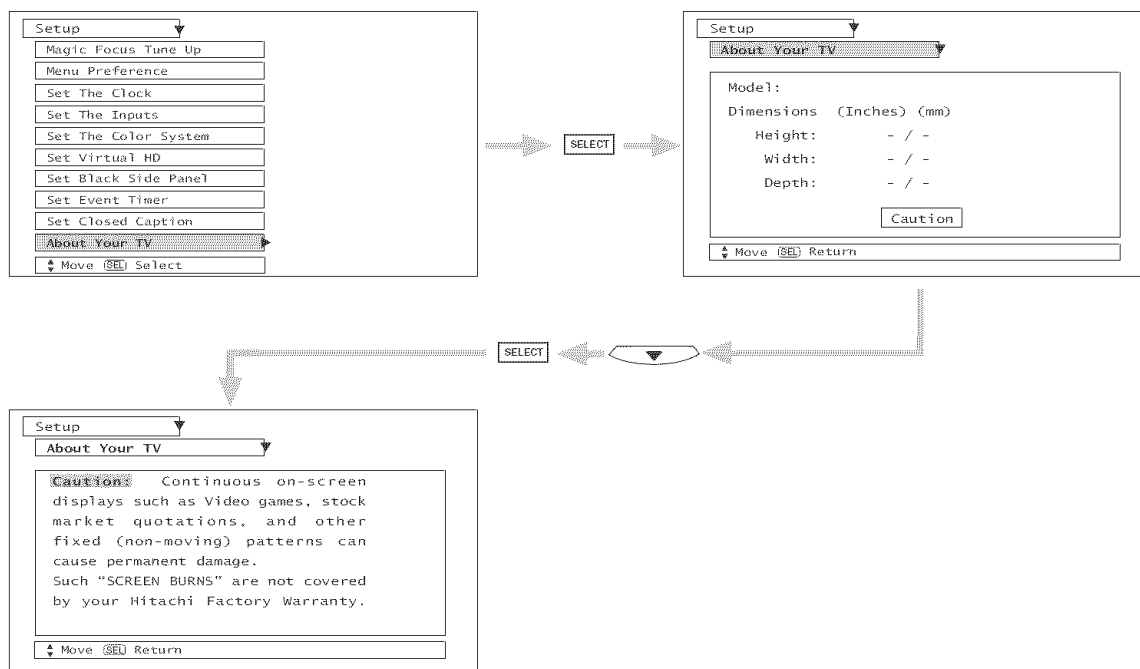 Setup
Magic Focus Tune Up
Menu Preference
Set The Clock
Set The Inputs
Set The Color System
Set Virtual HD
Set Black Side Panel
Set Event Timer
Set Closed Caption
About Your TV
Move SEL Select
SELECT
Setup
About Your TV
Model:
Dimensions (Inches) (mm)
Height: - / -
Width: - / -
Depth: - / -
Caution
Move SEL Return
SELECT
Setup
About Your TV
Caution: Continuous on-screen
displays such as Video games, stock
market quotations, and other
fixed (non-moving) patterns can
cause permanent damage.
Such “SCREEN BURNS” are not covered
by your Hitachi Factory Warranty.
Move SEL Return